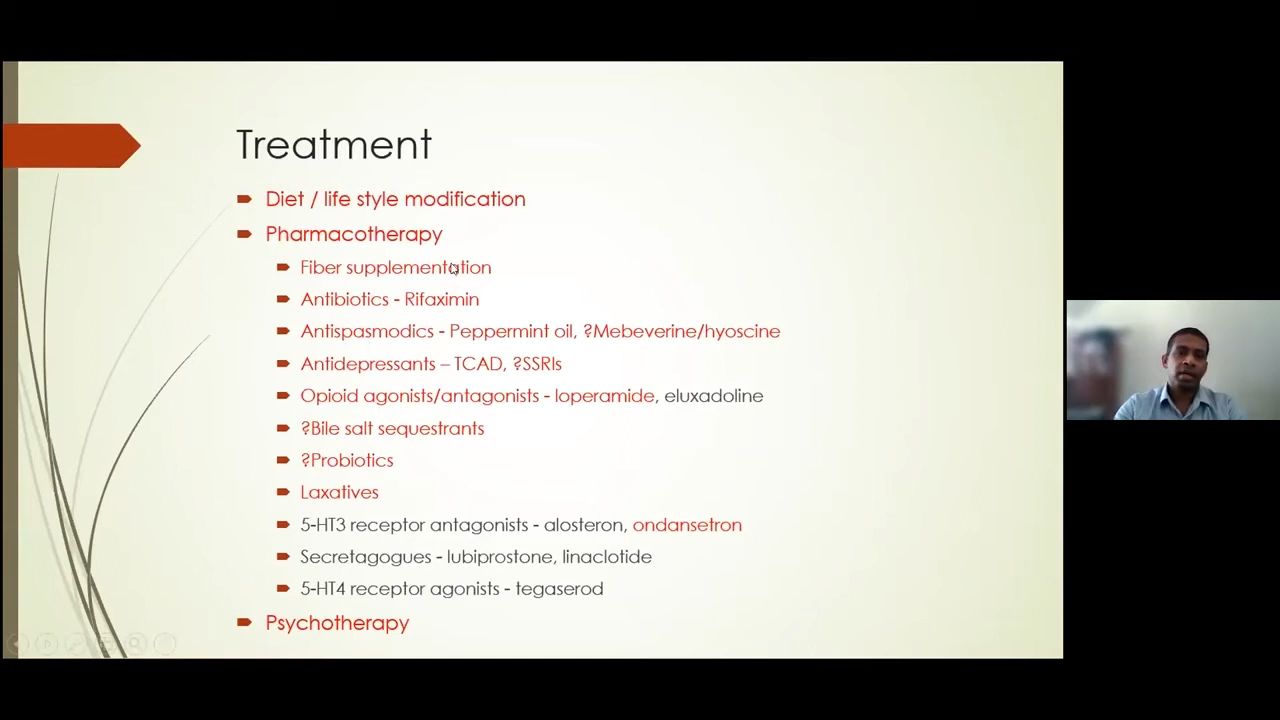 Treatment
Diet / life style modification
Pharmacotherapy
Fiber supplementation
Antibiotics - Rifaximin
Antispasmodics - Peppermint oil, ?Mebeverine/hyoscine
Antidepressants – TCAD, ?SSRIs
Opioid agonists/antagonists - loperamide, eluxadoline
?Bile salt sequestrants
?Probiotics
Laxatives
5-HT3 receptor antagonists - alosteron, ondansetron
Secretagogues - lubiprostone, linaclotide
5-HT4 receptor agonists - tegaserod
Psychotherapy